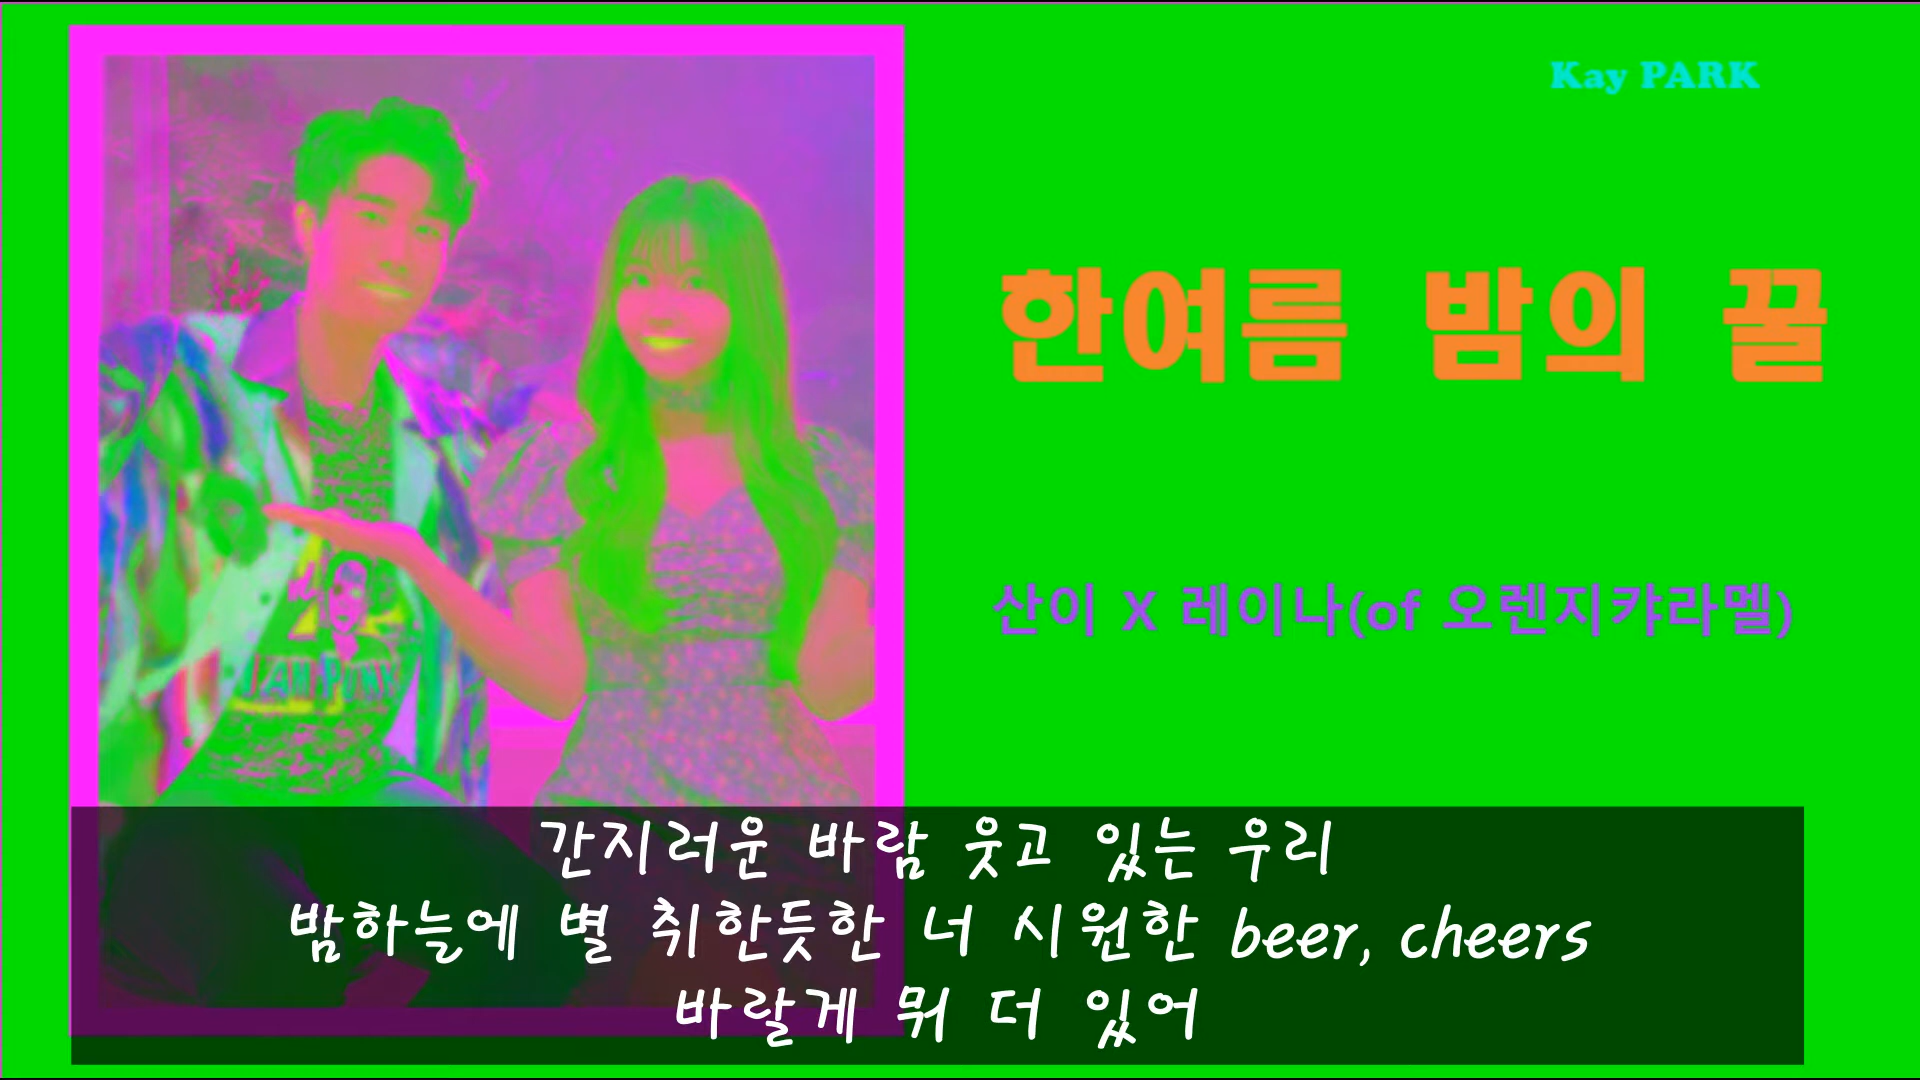 Kay PARK
한여름 밤의 꿀
산이 X 레이나(of 오렌지캬라멜)
I AM PUNK
간지러운 바람 웃고 있는 우리
밤하늘에 별 취한듯한 너 시원한 beer, cheers
바랄게 뭐 더 있어